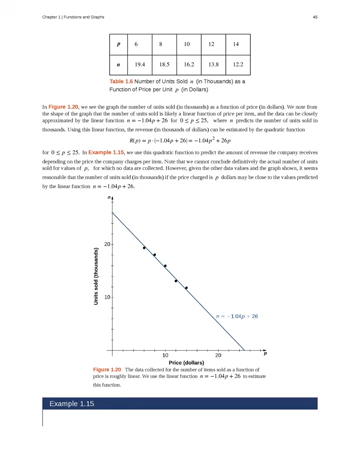 Chapter 1 | Functions and Graphs 45
p 6 8 10 12 14
n 19.4 18.5 16.2 13.8 12.2
Table 1.6 Number of Units Sold n (in Thousands) as a
Function of Price per Unit p (in Dollars)
In Figure 1.20, we see the graph the number of units sold (in thousands) as a function of price (in dollars). We note from
the shape of the graph that the number of units sold is likely a linear function of price per item, and the data can be closely
approximated by the linear function n = −1.04p + 26 for 0 ≤ p ≤ 25, where n predicts the number of units sold in
thousands. Using this linear function, the revenue (in thousands of dollars) can be estimated by the quadratic function
R(p) = p · (−1.04p + 26) = −1.04p² + 26p
for 0 ≤ p ≤ 25. In Example 1.15, we use this quadratic function to predict the amount of revenue the company receives
depending on the price the company charges per item. Note that we cannot conclude definitively the actual number of units
sold for values of p, for which no data are collected. However, given the other data values and the graph shown, it seems
reasonable that the number of units sold (in thousands) if the price charged is p dollars may be close to the values predicted
by the linear function n = −1.04p + 26.
n
20
Units sold (thousands)
10
n = −1.04p + 26
10 20 p
Price (dollars)
Figure 1.20 The data collected for the number of items sold as a function of
price is roughly linear. We use the linear function n = −1.04p + 26 to estimate
this function.
Example 1.15